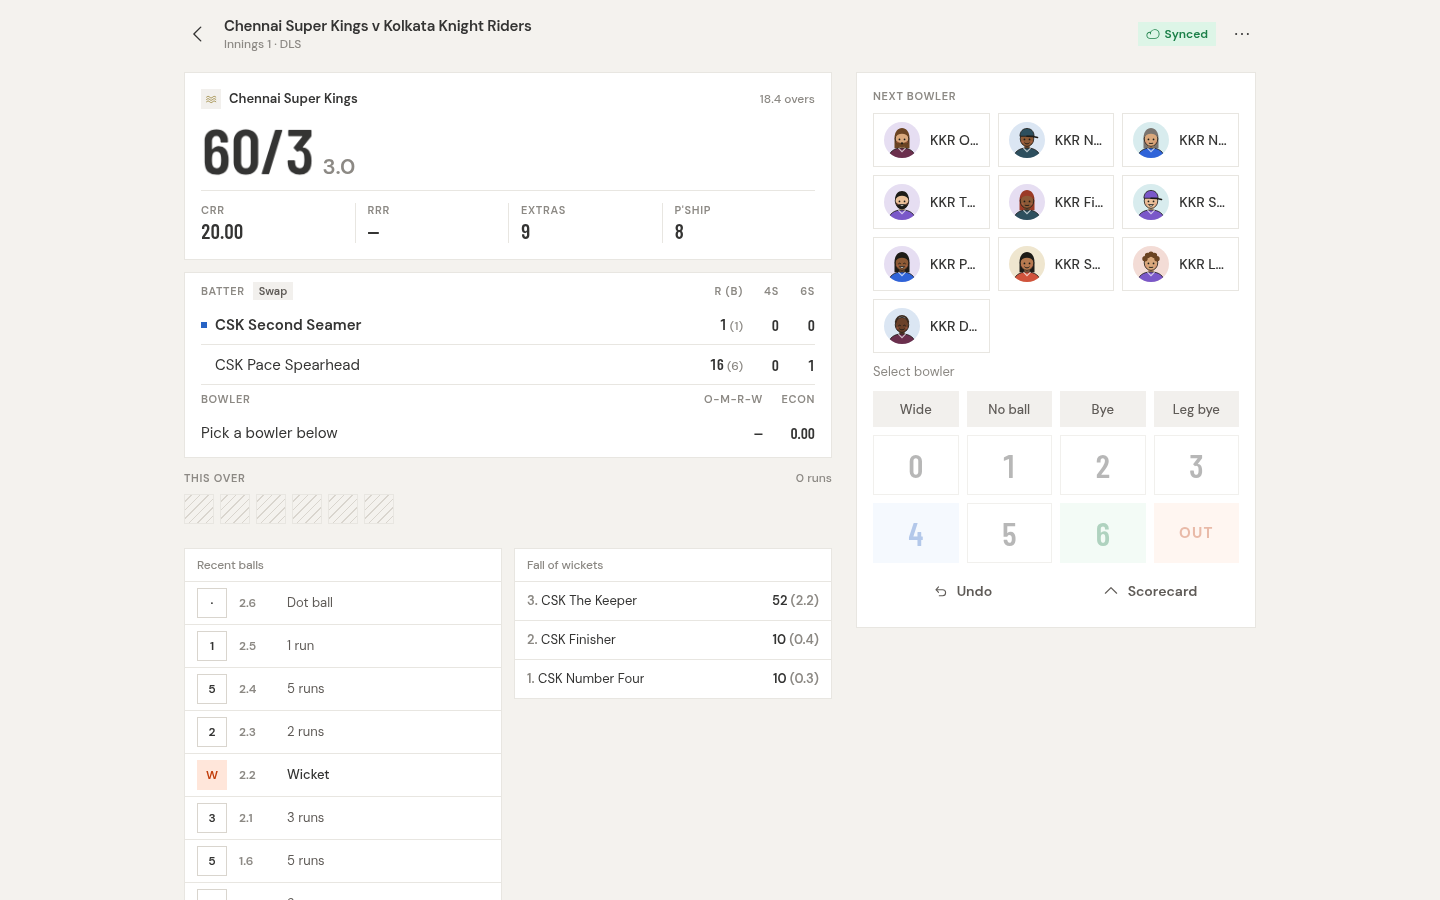 Chennai Super Kings v Kolkata Knight Riders
Innings 1 · DLS
Synced
Chennai Super Kings
18.4 overs
60/3 3.0
CRR
20.00
RRR
–
EXTRAS
9
P'SHIP
8
BATTER Swap R (B) 4S 6S
CSK Second Seamer 1 (1) 0 0
CSK Pace Spearhead 16 (6) 0 1
BOWLER O-M-R-W ECON
Pick a bowler below – 0.00
THIS OVER 0 runs
Recent balls
· 2.6 Dot ball
1 2.5 1 run
5 2.4 5 runs
2 2.3 2 runs
W 2.2 Wicket
3 2.1 3 runs
5 1.6 5 runs
Fall of wickets
3. CSK The Keeper 52 (2.2)
2. CSK Finisher 10 (0.4)
1. CSK Number Four 10 (0.3)
NEXT BOWLER
KKR O... KKR N... KKR N...
KKR T... KKR Fi... KKR S...
KKR P... KKR S... KKR L...
KKR D...
Select bowler
Wide No ball Bye Leg bye
0 1 2 3
4 5 6 OUT
Undo Scorecard